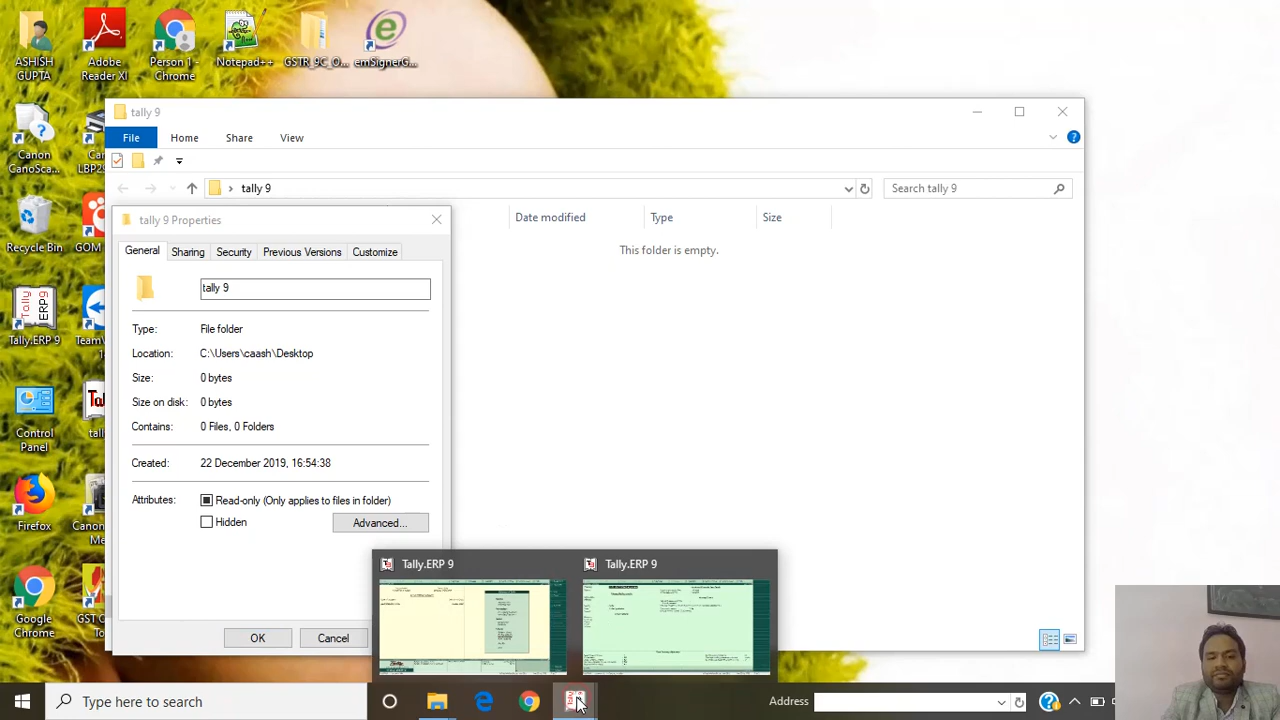 ASHISH
GUPTA
Adobe
Reader XI
Person 1 -
Chrome
Notepad++
GSTR_9C_O...
emSignerG...
Canon
CanoSca...
LBP29
Recycle Bin
GOM
Tally.ERP 9
Control
Panel
Firefox
Canon
Me
Google
Chrome
GST
tally 9
File
Home
Share
View
tally 9
Search tally 9
Date modified
Type
Size
This folder is empty.
tally 9 Properties
General
Sharing
Security
Previous Versions
Customize
tally 9
Type:
File folder
Location:
C:\Users\caash\Desktop
Size:
0 bytes
Size on disk:
0 bytes
Contains:
0 Files, 0 Folders
Created:
22 December 2019, 16:54:38
Attributes:
Read-only (Only applies to files in folder)
Hidden
Advanced...
OK
Cancel
Tally.ERP 9
Tally.ERP 9
Type here to search
Address